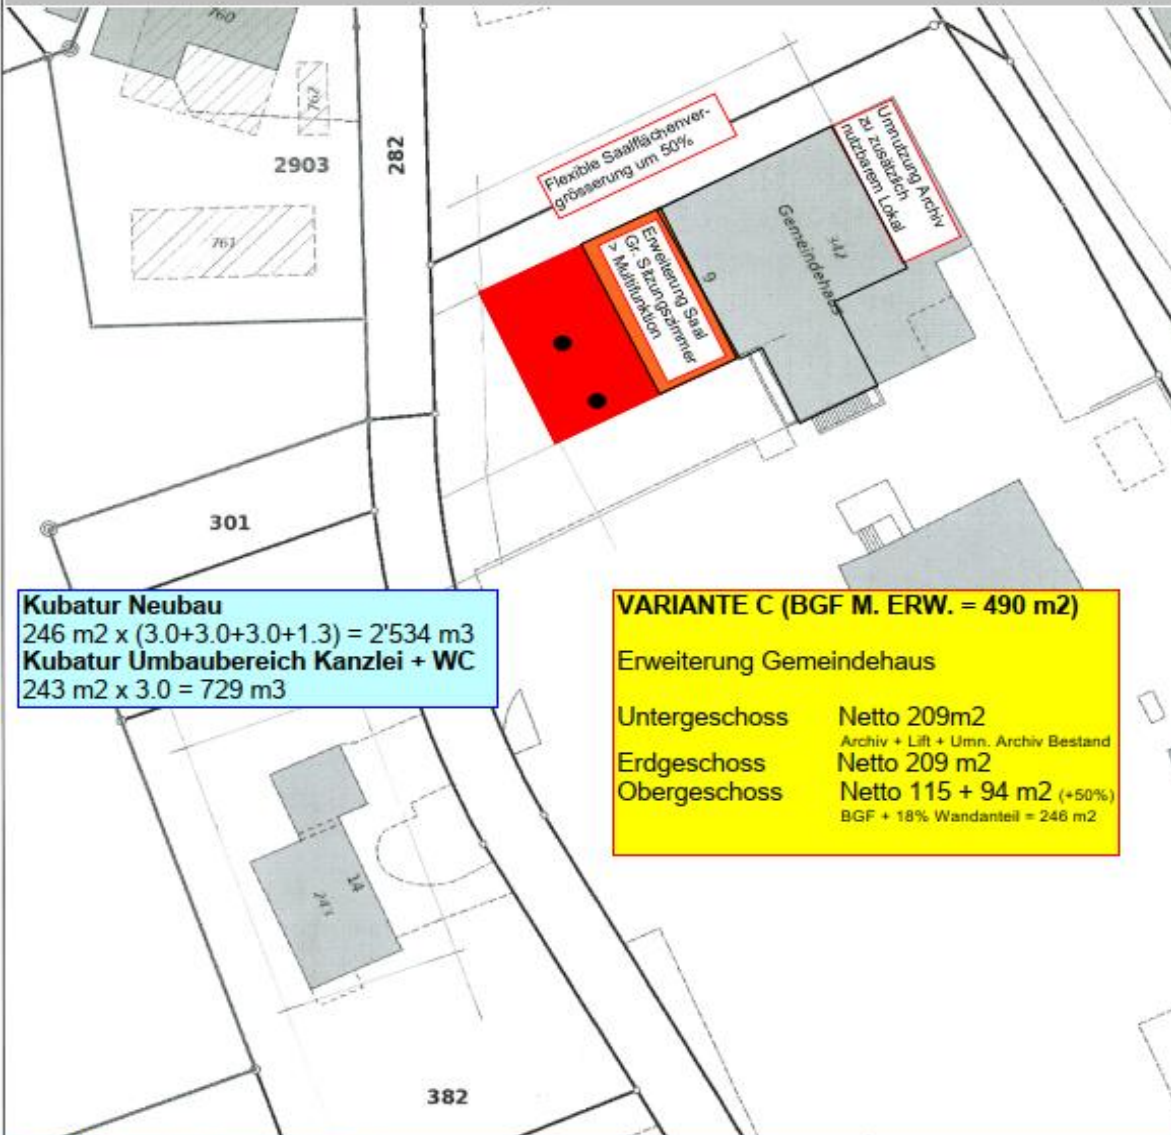 760
762
2903
282
761
Flexible Saalflächenver-
grösserung um 50%
Umnutzung Archiv
zu zusätzlich
nutzbarem Lokal
Gemeindehaus
342
9
Erweiterung Saal
Gr. Sitzungszimmer
> Multifunktion
301
Kubatur Neubau
246 m2 x (3.0+3.0+3.0+1.3) = 2'534 m3
Kubatur Umbaubereich Kanzlei + WC
243 m2 x 3.0 = 729 m3
VARIANTE C (BGF M. ERW. = 490 m2)
Erweiterung Gemeindehaus
Untergeschoss Netto 209m2
Archiv + Lift + Umn. Archiv Bestand
Erdgeschoss Netto 209 m2
Obergeschoss Netto 115 + 94 m2 (+50%)
BGF + 18% Wandanteil = 246 m2
14
243
382